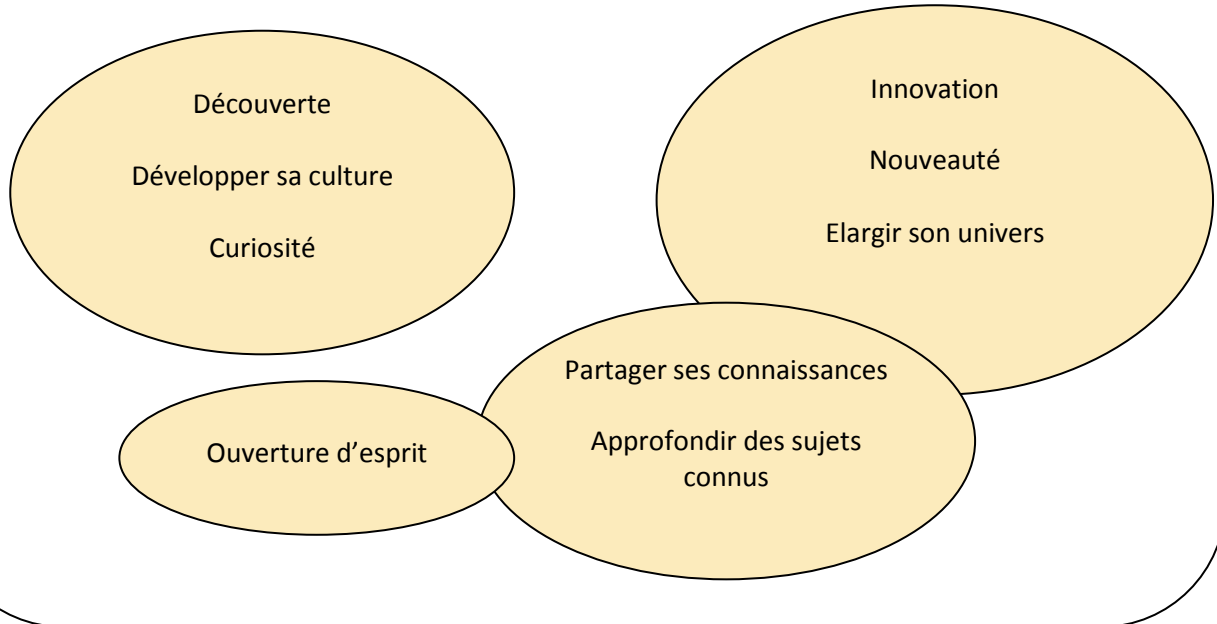 Découverte
Développer sa culture
Curiosité
Innovation
Nouveauté
Elargir son univers
Partager ses connaissances
Approfondir des sujets
connus
Ouverture d’esprit